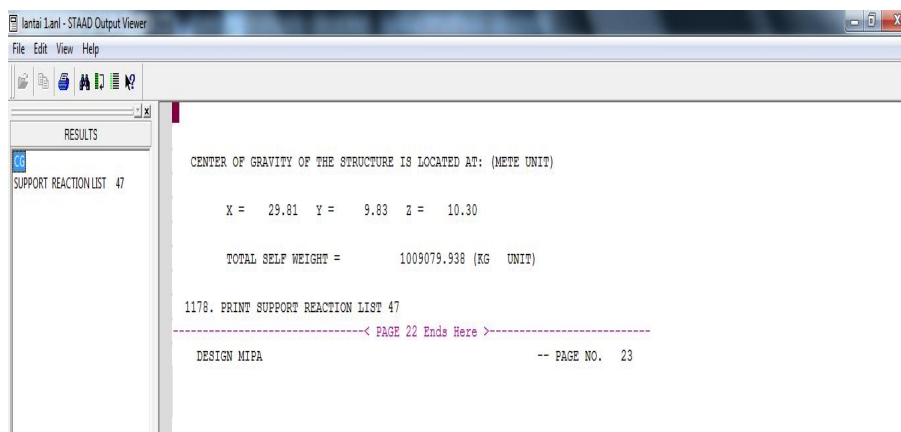 lantai 1.anl - STAAD Output Viewer
File Edit View Help
RESULTS
CG
SUPPORT REACTION LIST 47
CENTER OF GRAVITY OF THE STRUCTURE IS LOCATED AT: (METE UNIT)
X = 29.81 Y = 9.83 Z = 10.30
TOTAL SELF WEIGHT = 1009079.938 (KG UNIT)
1178. PRINT SUPPORT REACTION LIST 47
--------------------------------< PAGE 22 Ends Here >---------------------------
DESIGN MIPA -- PAGE NO. 23